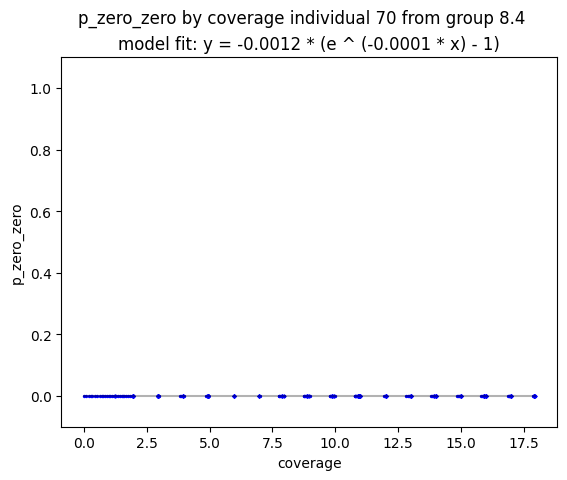 p_zero_zero by coverage individual 70 from group 8.4
model fit: y = -0.0012 * (e ^ (-0.0001 * x) - 1)
1.0
0.8
0.6
0.4
0.2
0.0
p_zero_zero
0.0 2.5 5.0 7.5 10.0 12.5 15.0 17.5
coverage